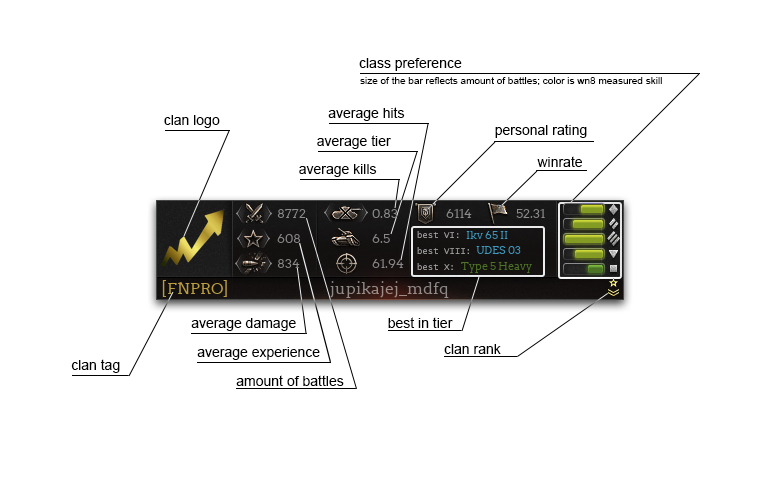 class preference
size of the bar reflects amount of battles; color is wn8 measured skill
average hits
clan logo
personal rating
average tier
winrate
average kills
8772 0.83 6114 52.31
608 6.5 best VI: Ikv 65 II
best VIII: UDES 03
834 61.94 best X: Type 5 Heavy
[FNPRO] jupikajej_mdfq
average damage best in tier
average experience clan rank
clan tag
amount of battles